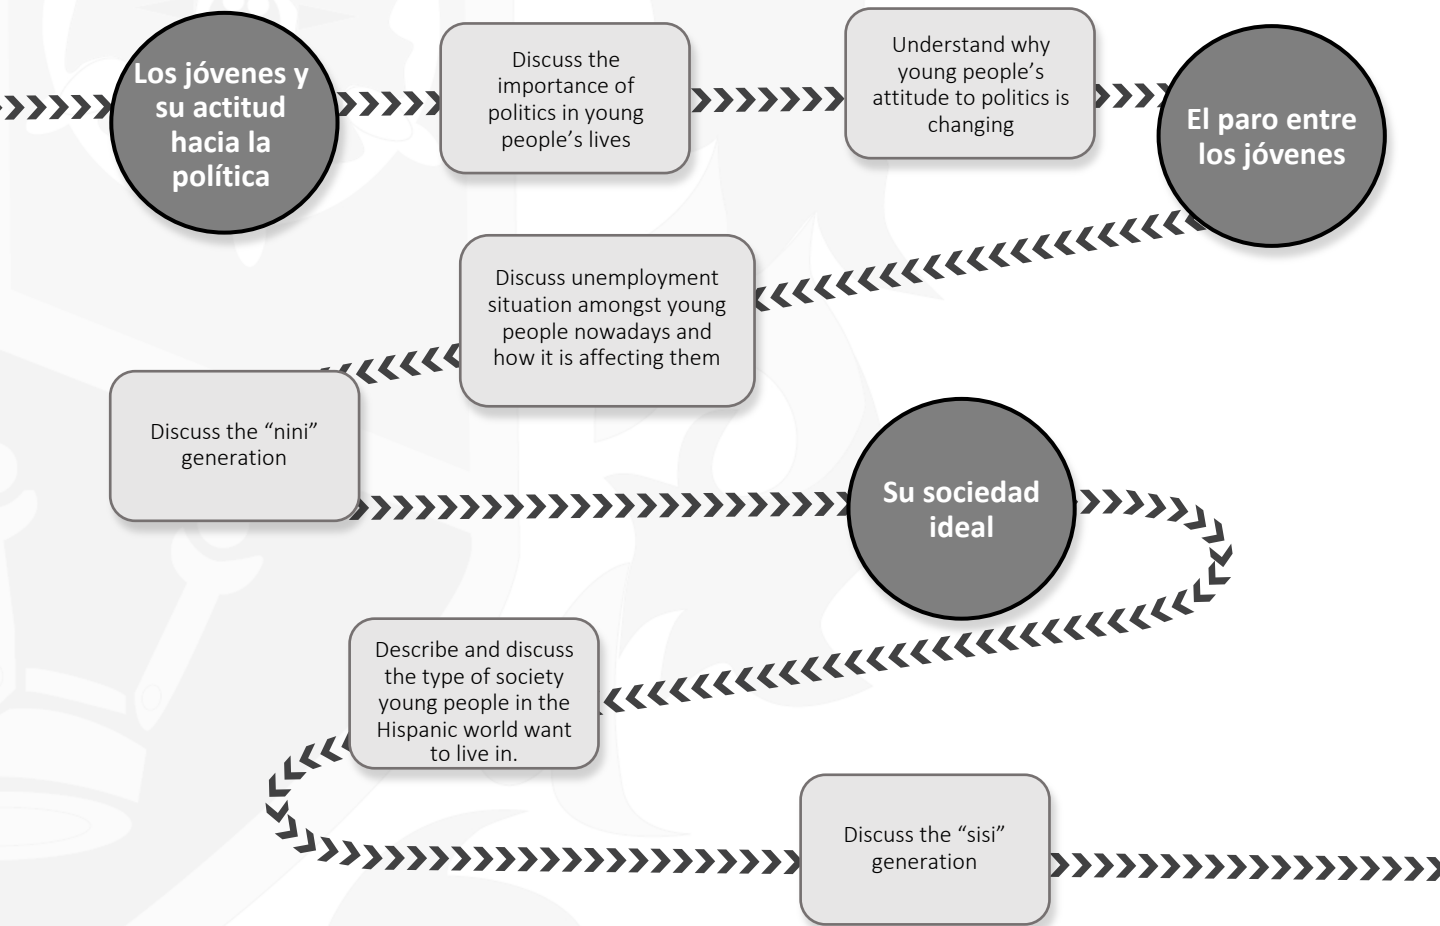 Los jóvenes y
su actitud
hacia la
política
Discuss the
importance of
politics in young
people’s lives
Understand why
young people’s
attitude to politics is
changing
El paro entre
los jóvenes
Discuss unemployment
situation amongst young
people nowadays and
how it is affecting them
Discuss the “nini”
generation
Su sociedad
ideal
Describe and discuss
the type of society
young people in the
Hispanic world want
to live in.
Discuss the “sisi”
generation